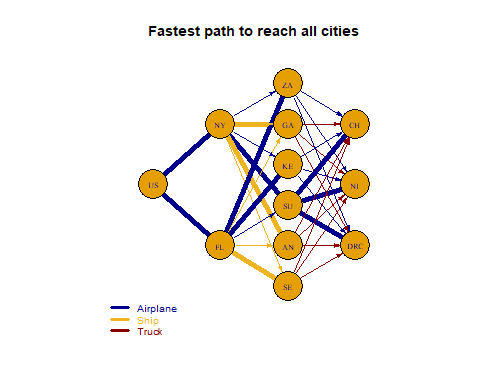 Fastest path to reach all cities
ZA
NY
GA
CH
KE
US
NI
SU
FL
AN
DRC
SE
Airplane
Ship
Truck